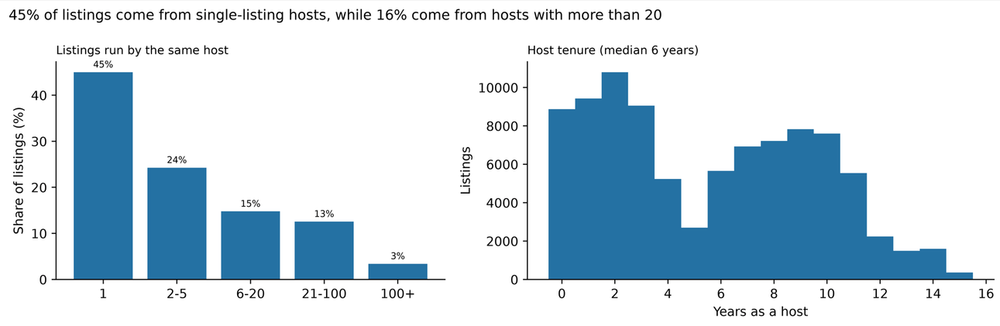 45% of listings come from single-listing hosts, while 16% come from hosts with more than 20
Listings run by the same host
45%
24%
15%
13%
3%
Share of listings (%)
40
30
20
10
0
1 2-5 6-20 21-100 100+
Host tenure (median 6 years)
Listings
10000
8000
6000
4000
2000
0
0 2 4 6 8 10 12 14 16
Years as a host